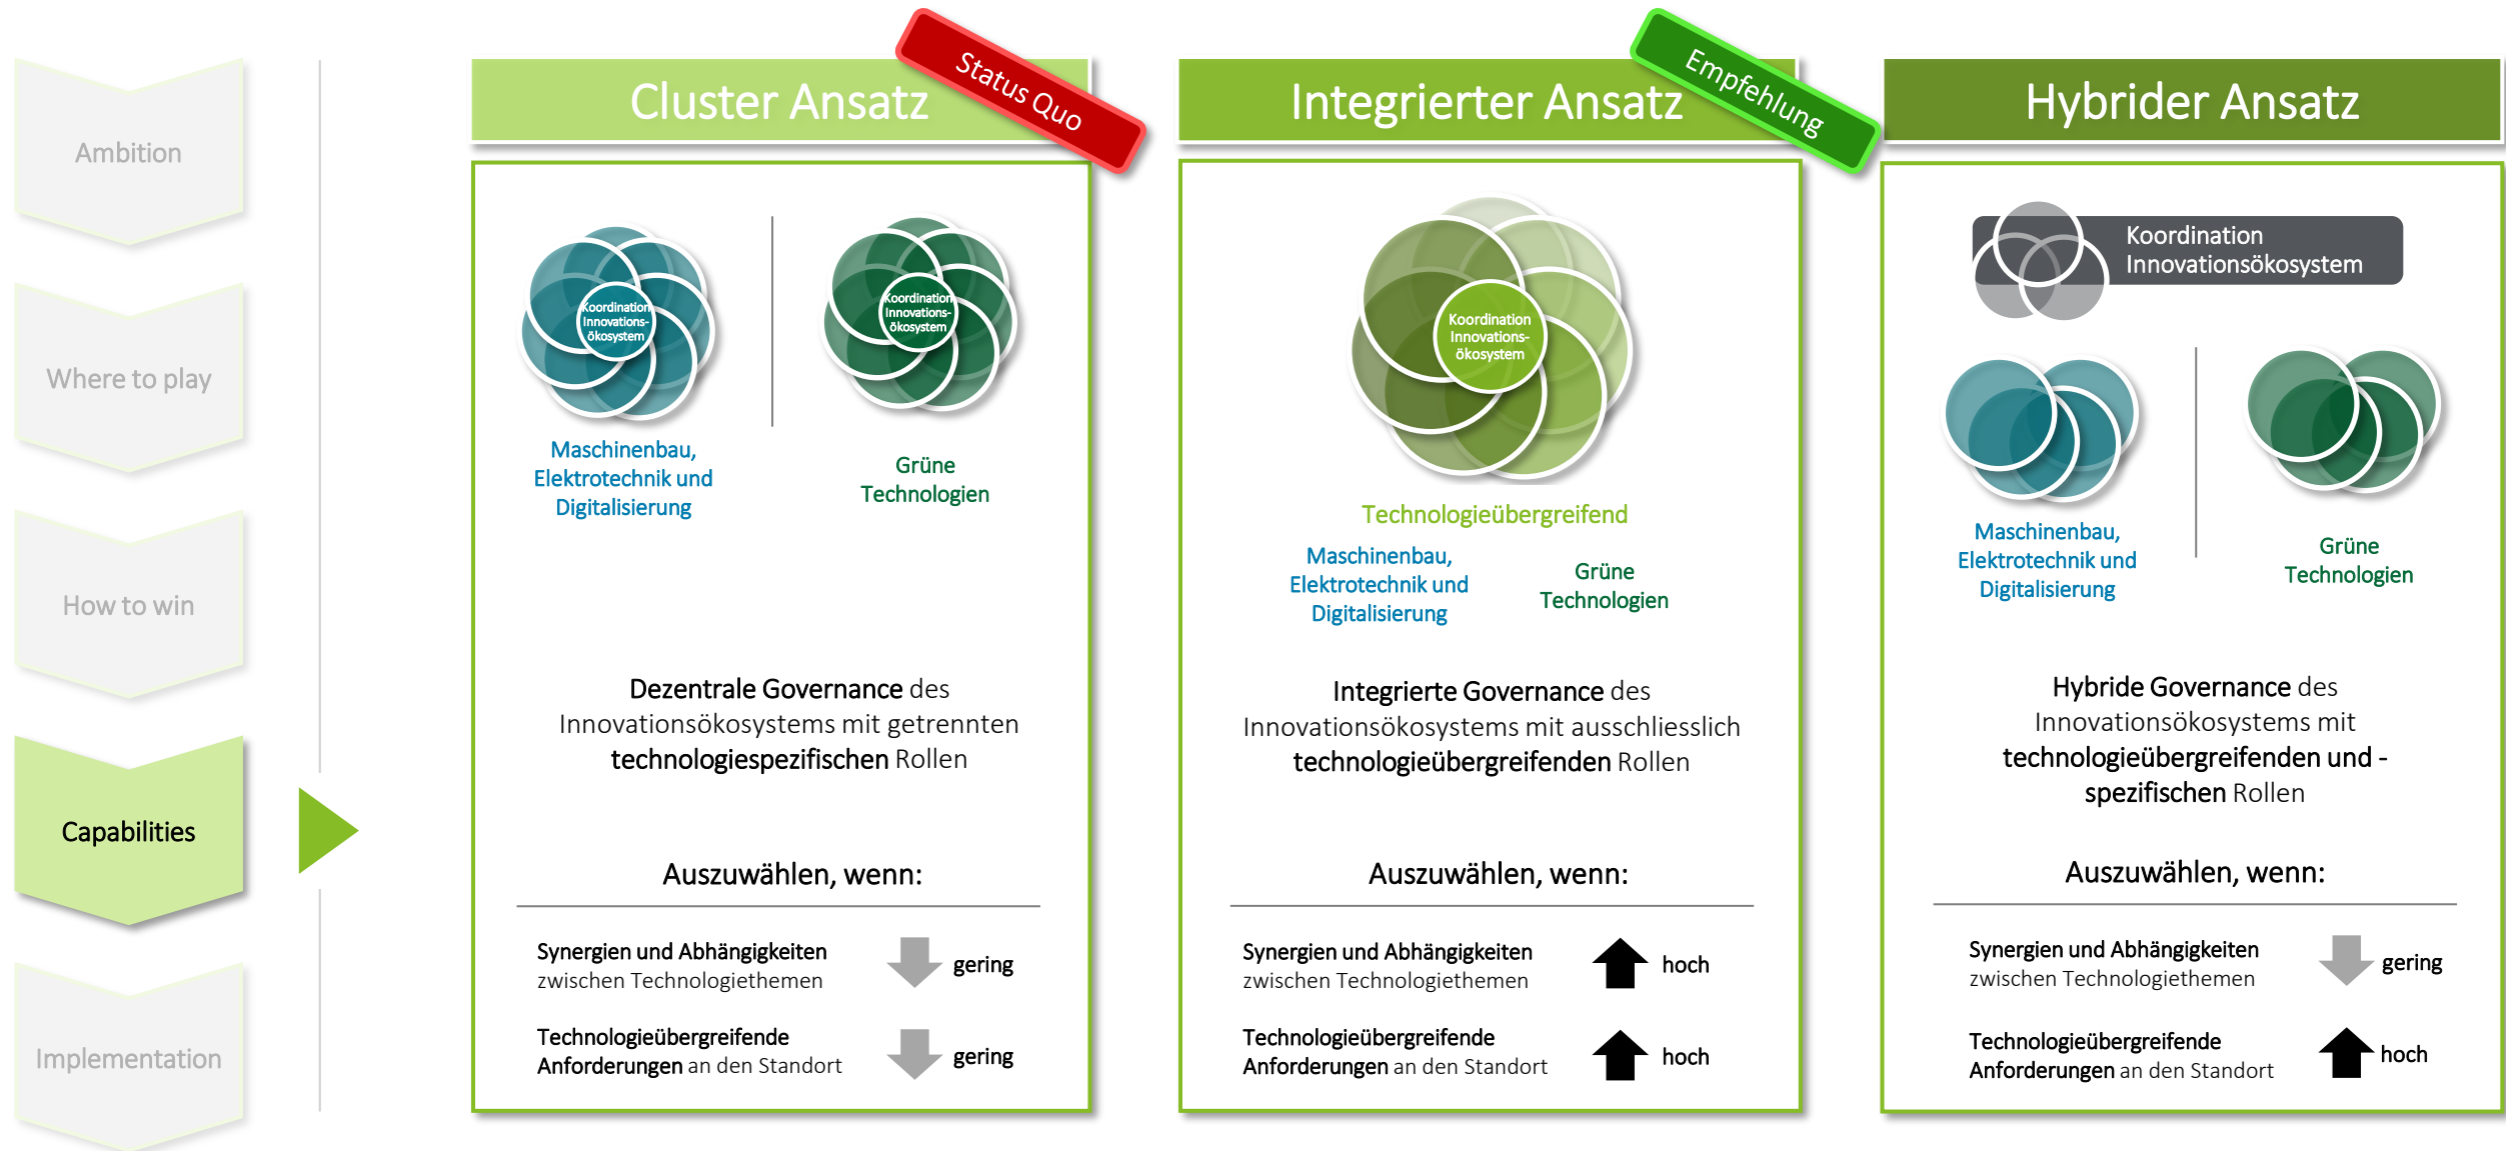 Ambition
Where to play
How to win
Capabilities
Implementation
Cluster Ansatz
Status Quo
Koordination
Innovations-
ökosystem
Koordination
Innovations-
ökosystem
Maschinenbau,
Elektrotechnik und
Digitalisierung
Grüne
Technologien
Dezentrale Governance des
Innovationsökosystems mit getrennten
technologiespezifischen Rollen
Auszuwählen, wenn:
Synergien und Abhängigkeiten
zwischen Technologiethemen
gering
Technologieübergreifende
Anforderungen an den Standort
gering
Integrierter Ansatz
Empfehlung
Koordination
Innovations-
ökosystem
Technologieübergreifend
Maschinenbau,
Elektrotechnik und
Digitalisierung
Grüne
Technologien
Integrierte Governance des
Innovationsökosystems mit ausschliesslich
technologieübergreifenden Rollen
Auszuwählen, wenn:
Synergien und Abhängigkeiten
zwischen Technologiethemen
hoch
Technologieübergreifende
Anforderungen an den Standort
hoch
Hybrider Ansatz
Koordination
Innovationsökosystem
Maschinenbau,
Elektrotechnik und
Digitalisierung
Grüne
Technologien
Hybride Governance des
Innovationsökosystems mit
technologieübergreifenden und -
spezifischen Rollen
Auszuwählen, wenn:
Synergien und Abhängigkeiten
zwischen Technologiethemen
gering
Technologieübergreifende
Anforderungen an den Standort
hoch